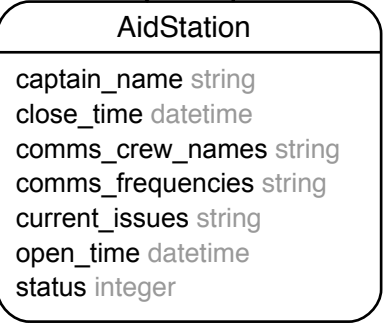 AidStation
captain_name string
close_time datetime
comms_crew_names string
comms_frequencies string
current_issues string
open_time datetime
status integer